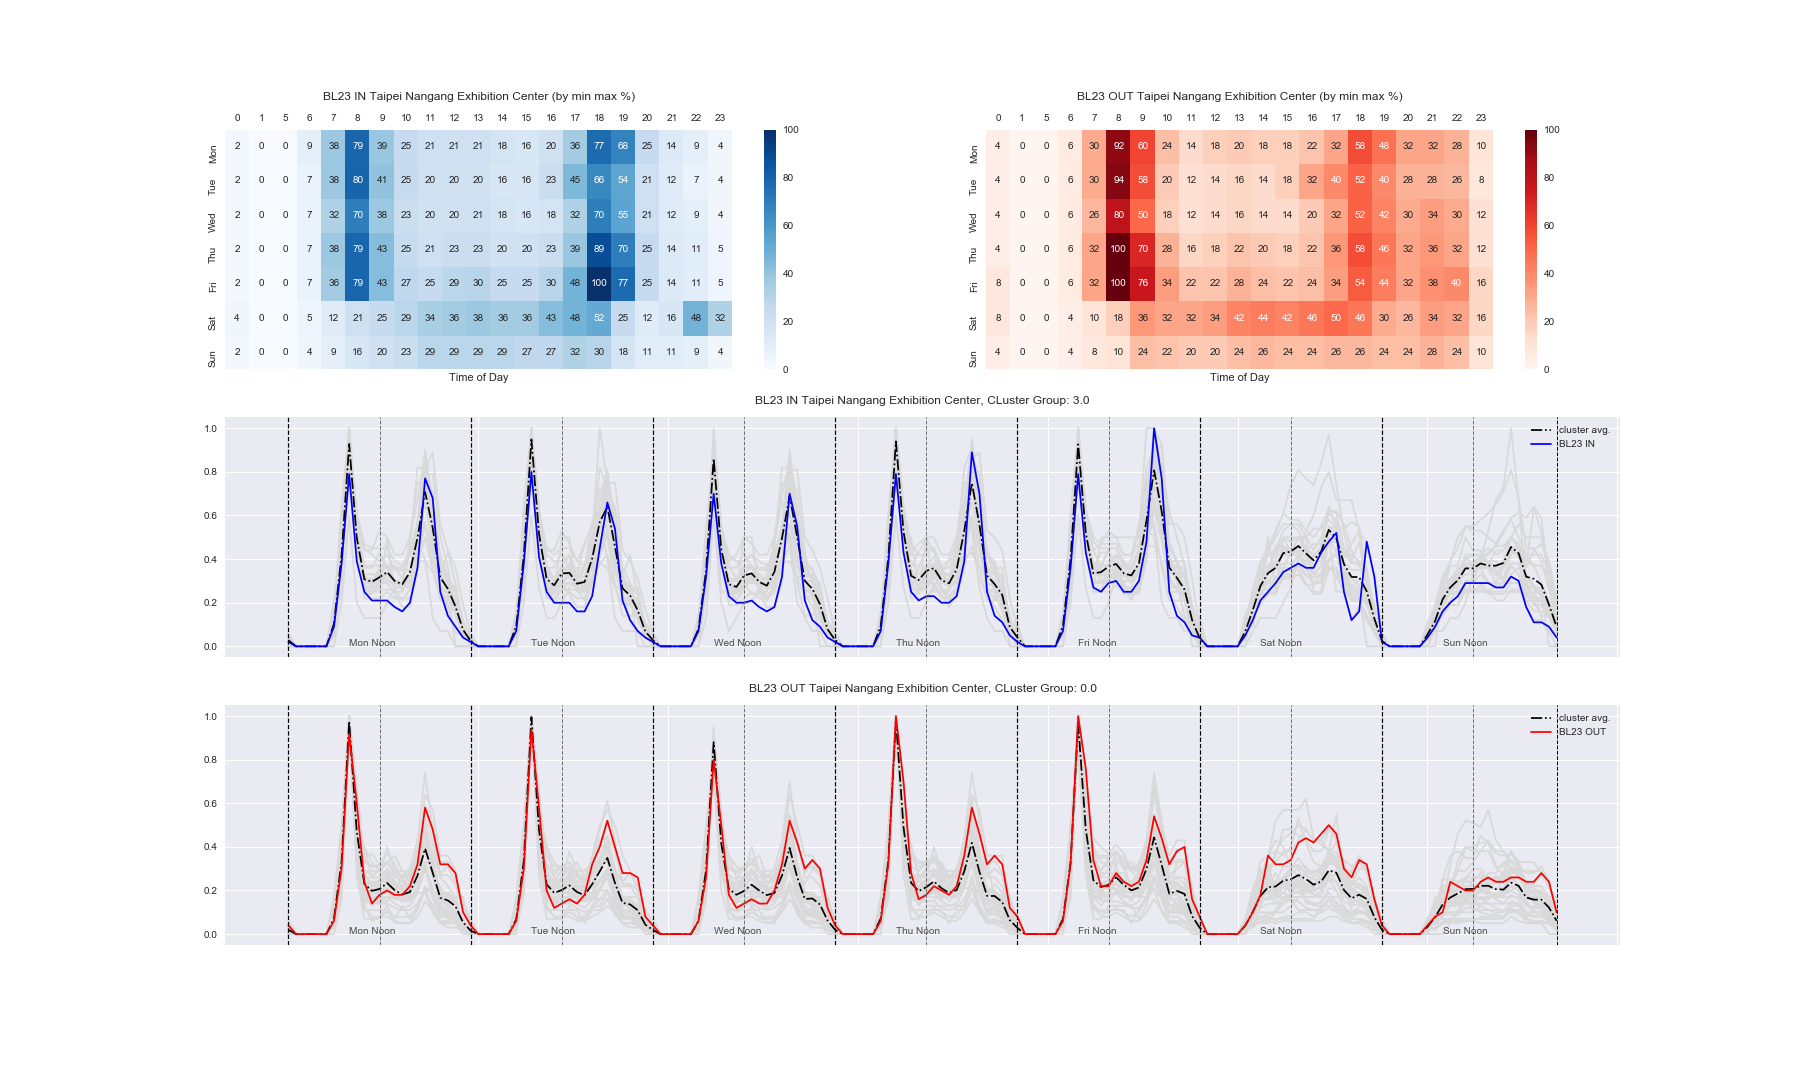 BL23 IN Taipei Nangang Exhibition Center (by min max %)
0 1 5 6 7 8 9 10 11 12 13 14 15 16 17 18 19 20 21 22 23
Mon 2 0 0 9 38 79 39 25 21 21 21 18 16 20 36 77 68 25 14 9 4
Tue 2 0 0 7 38 80 41 25 20 20 20 16 16 23 45 66 54 21 12 7 4
Wed 2 0 0 7 32 70 38 23 20 20 21 18 16 18 32 70 55 21 12 9 4
Thu 2 0 0 7 38 79 43 25 21 23 23 20 20 23 39 89 70 25 14 11 5
Fri 2 0 0 7 36 79 43 27 25 29 30 25 25 30 48 100 77 25 14 11 5
Sat 4 0 0 5 12 21 25 29 34 36 38 36 36 43 48 52 25 12 16 48 32
Sun 2 0 0 4 9 16 20 23 29 29 29 29 27 27 32 30 18 11 11 9 4
Time of Day
100
80
60
40
20
0
BL23 OUT Taipei Nangang Exhibition Center (by min max %)
0 1 5 6 7 8 9 10 11 12 13 14 15 16 17 18 19 20 21 22 23
Mon 4 0 0 6 30 92 60 24 14 18 20 18 18 22 32 58 48 32 32 28 10
Tue 4 0 0 6 30 94 58 20 12 14 16 14 18 32 40 52 40 28 28 26 8
Wed 4 0 0 6 26 80 50 18 12 14 16 14 14 20 32 52 42 30 34 30 12
Thu 4 0 0 6 32 100 70 28 16 18 22 20 18 22 36 58 46 32 36 32 12
Fri 8 0 0 6 32 100 76 34 22 22 28 24 22 24 34 54 44 32 38 40 16
Sat 8 0 0 4 10 18 36 32 32 34 42 44 42 46 50 46 30 26 34 32 16
Sun 4 0 0 4 8 10 24 22 20 20 24 26 24 24 26 26 24 24 28 24 10
Time of Day
100
80
60
40
20
0
BL23 IN Taipei Nangang Exhibition Center, CLuster Group: 3.0
1.0
0.8
0.6
0.4
0.2
0.0
cluster avg.
BL23 IN
Mon Noon Tue Noon Wed Noon Thu Noon Fri Noon Sat Noon Sun Noon
BL23 OUT Taipei Nangang Exhibition Center, CLuster Group: 0.0
1.0
0.8
0.6
0.4
0.2
0.0
cluster avg.
BL23 OUT
Mon Noon Tue Noon Wed Noon Thu Noon Fri Noon Sat Noon Sun Noon